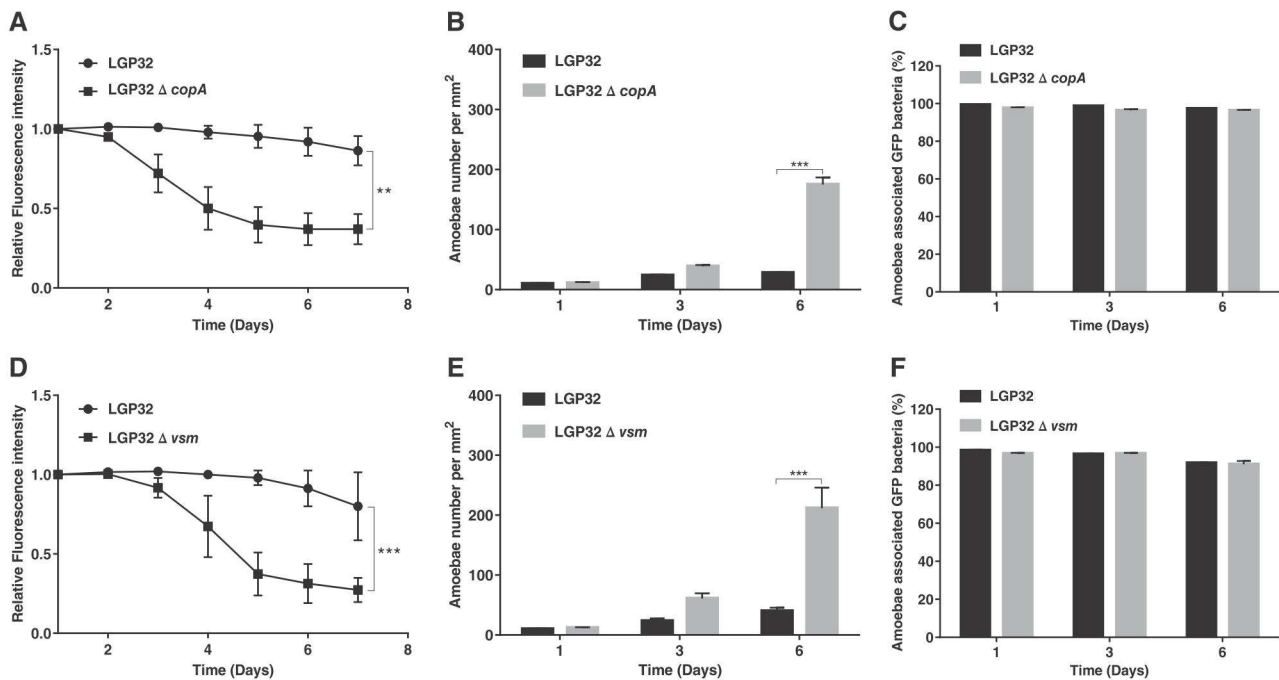 A
1.5
1.0
0.5
0.0
Relative Fluorescence intensity
LGP32
LGP32 Δ copA
**
2 4 6 8
Time (Days)
B
400
300
200
100
0
Amoebae number per mm²
LGP32
LGP32 Δ copA
***
1 3 6
Time (Days)
C
120
100
80
60
40
20
0
Amoebae associated GFP bacteria (%)
LGP32
LGP32 Δ copA
1 3 6
Time (Days)
D
1.5
1.0
0.5
0.0
Relative Fluorescence intensity
LGP32
LGP32 Δ vsm
***
2 4 6 8
Time (Days)
E
400
300
200
100
0
Amoebae number per mm²
LGP32
LGP32 Δ vsm
***
1 3 6
Time (Days)
F
120
100
80
60
40
20
0
Amoebae associated GFP bacteria (%)
LGP32
LGP32 Δ vsm
1 3 6
Time (Days)